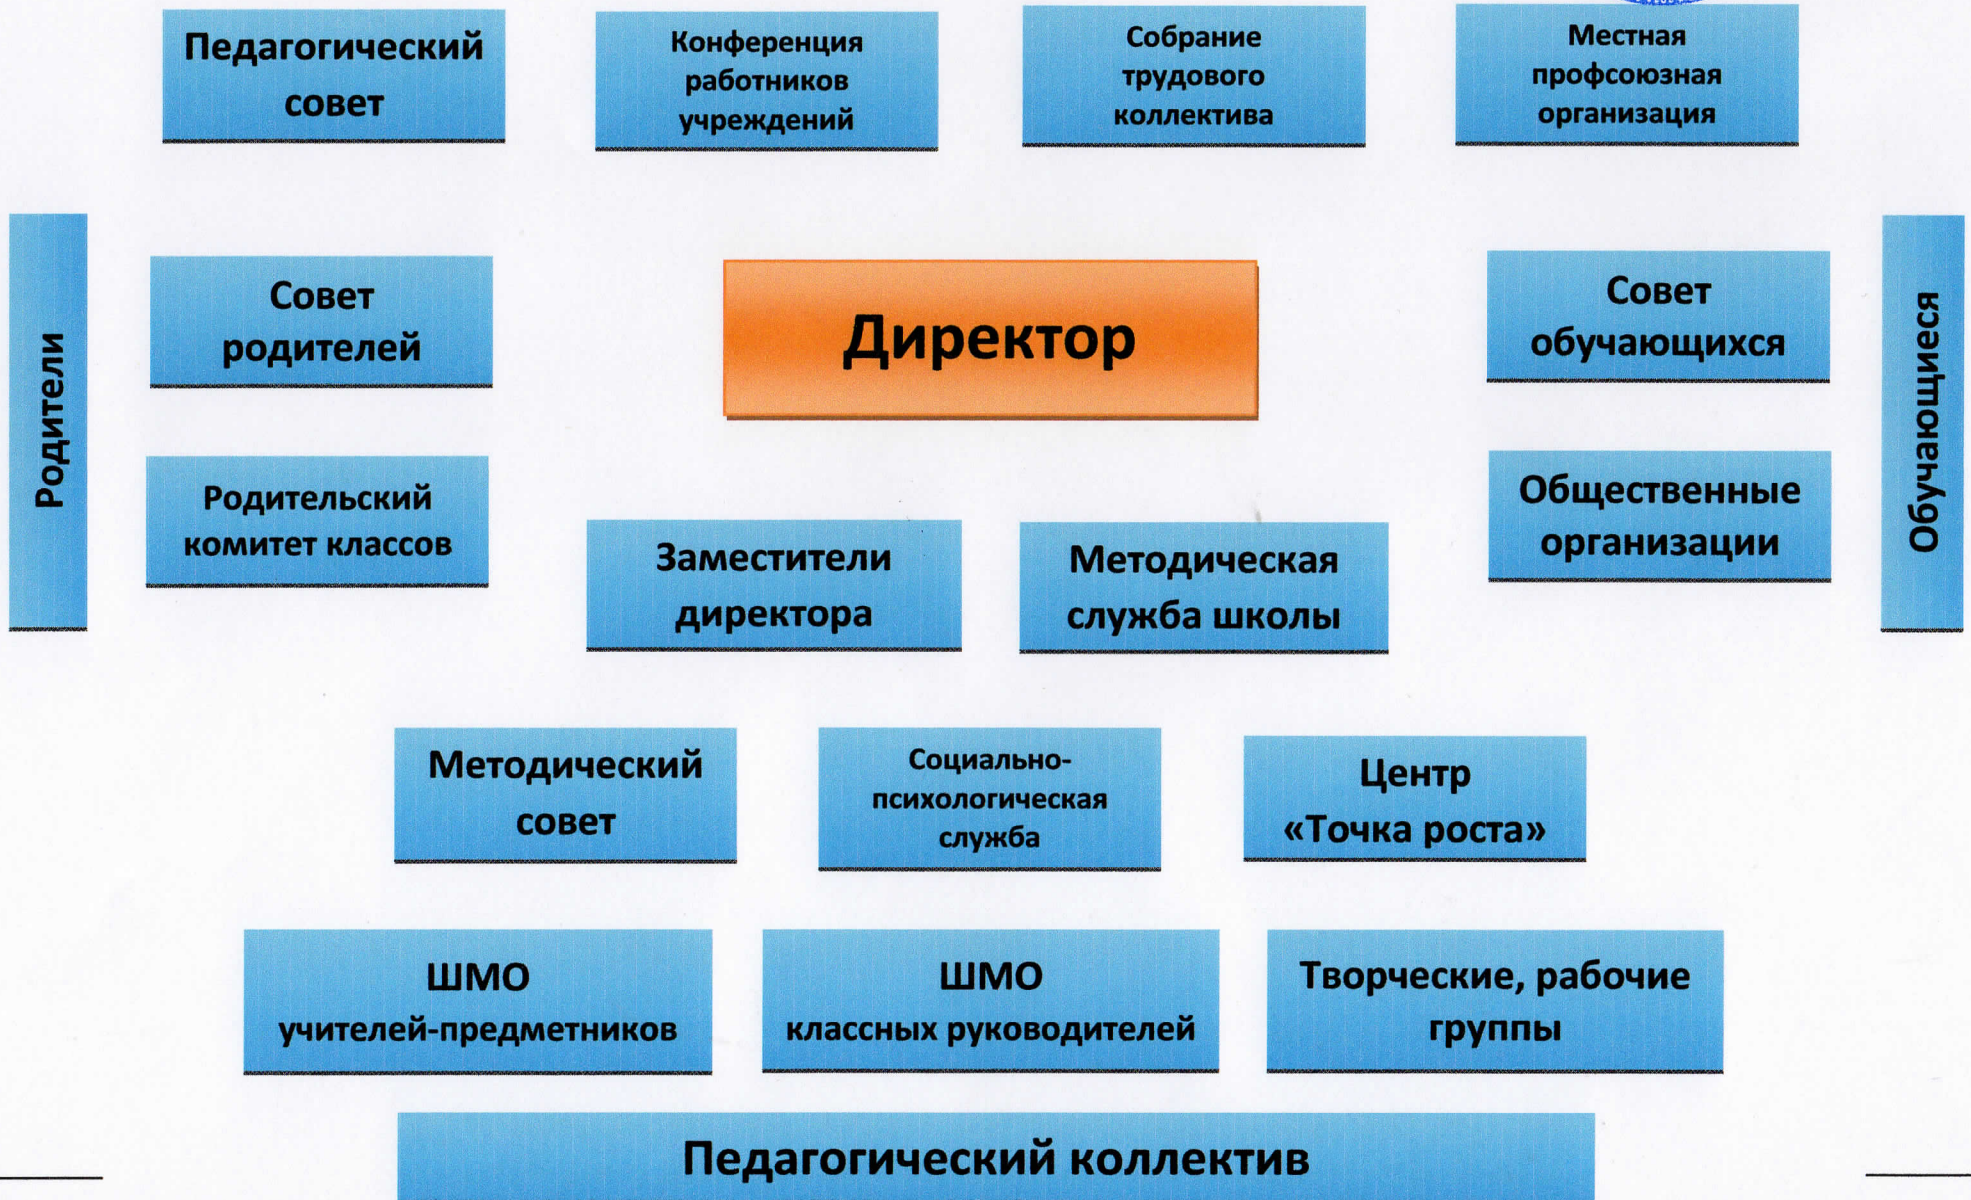 Педагогический
совет
Конференция
работников
учреждений
Собрание
трудового
коллектива
Местная
профсоюзная
организация
Родители
Совет
родителей
Директор
Совет
обучающихся
Обучающиеся
Родительский
комитет классов
Общественные
организации
Заместители
директора
Методическая
служба школы
Методический
совет
Социально-
психологическая
служба
Центр
«Точка роста»
ШМО
учителей-предметников
ШМО
классных руководителей
Творческие, рабочие
группы
Педагогический коллектив